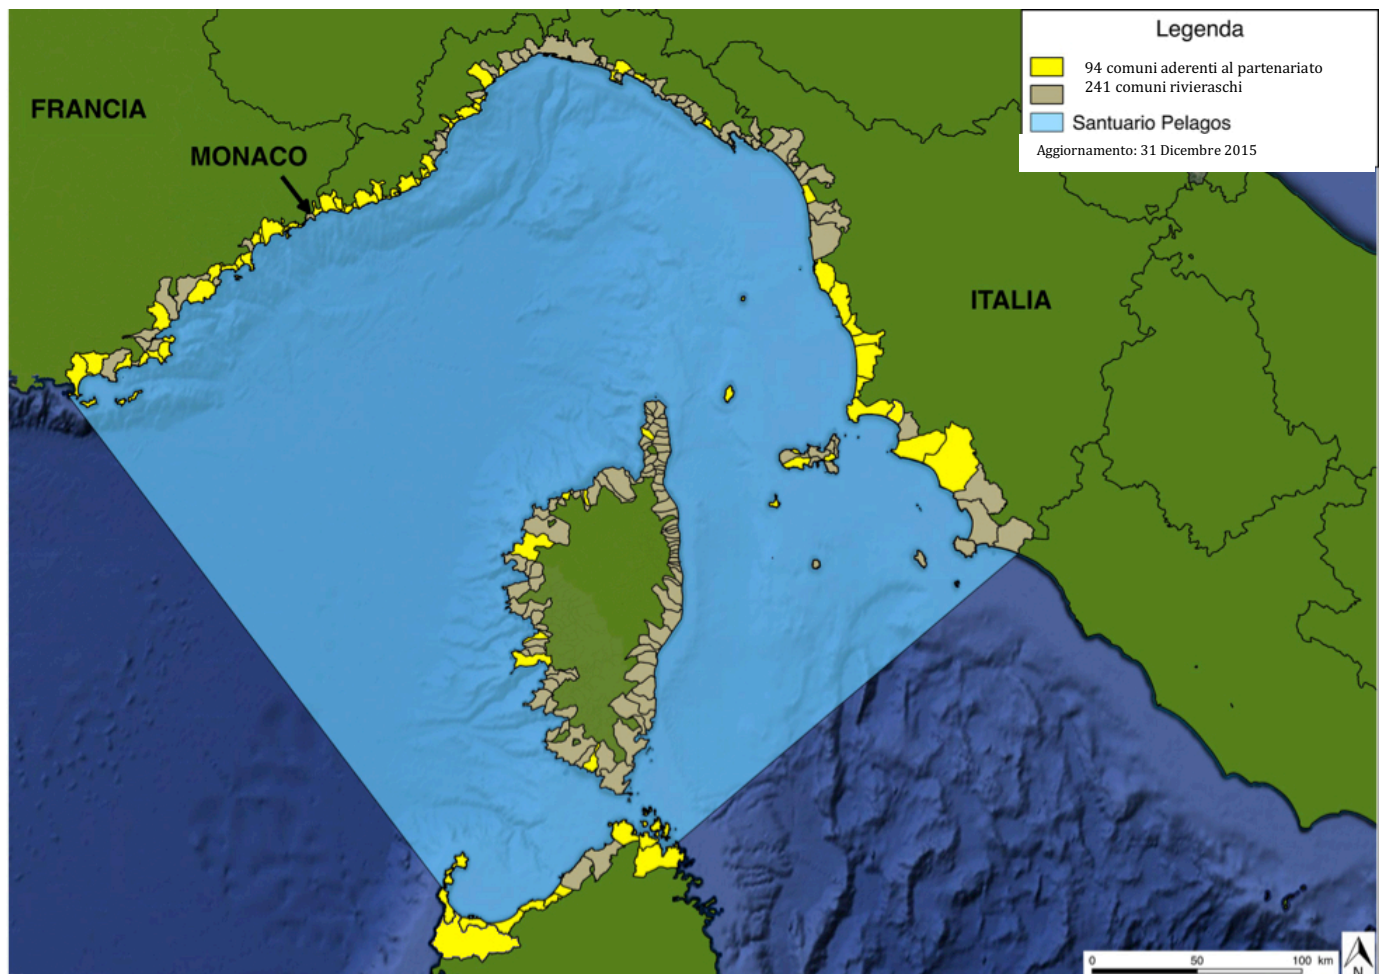 Legenda
94 comuni aderenti al partenariato
241 comuni rivieraschi
Santuario Pelagos
Aggiornamento: 31 Dicembre 2015
FRANCIA
MONACO
ITALIA
0 50 100 km
N